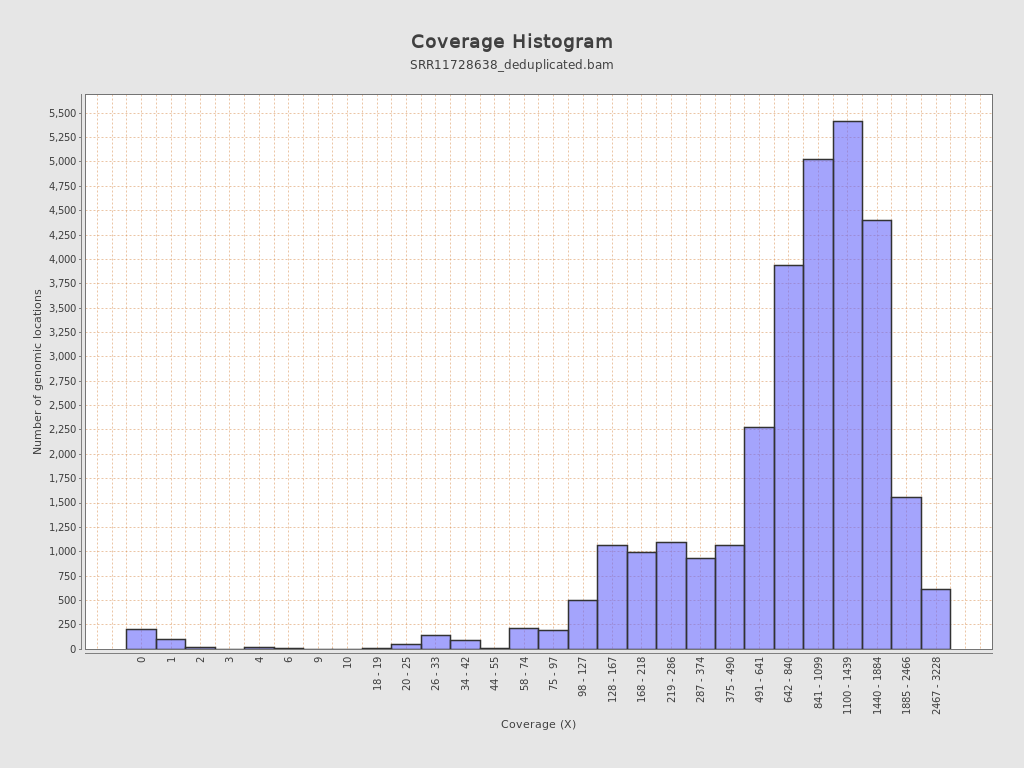 Coverage Histogram
SRR11728638_deduplicated.bam
Number of genomic locations
5,500
5,250
5,000
4,750
4,500
4,250
4,000
3,750
3,500
3,250
3,000
2,750
2,500
2,250
2,000
1,750
1,500
1,250
1,000
750
500
250
0
0
1
2
3
4
6
9
10
18 - 19
20 - 25
26 - 33
34 - 42
44 - 55
58 - 74
75 - 97
98 - 127
128 - 167
168 - 218
219 - 286
287 - 374
375 - 490
491 - 641
642 - 840
841 - 1099
1100 - 1439
1440 - 1884
1885 - 2466
2467 - 3228
Coverage (X)